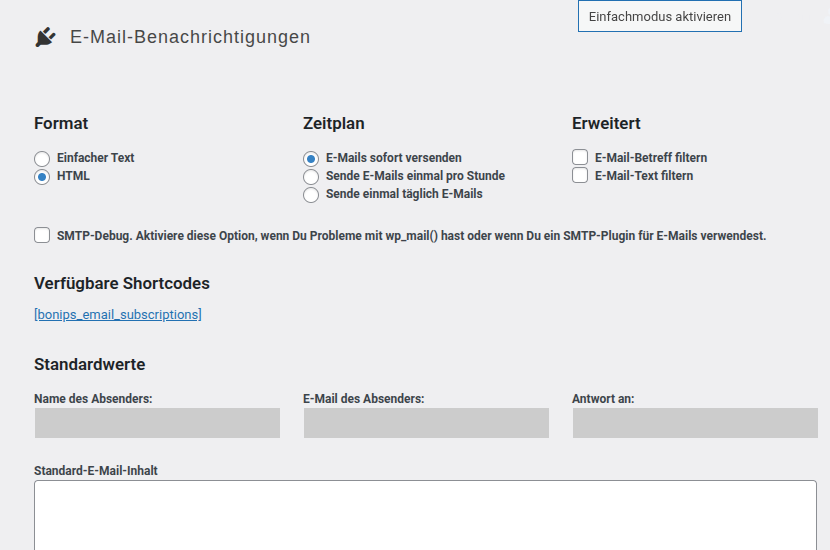 Einfachmodus aktivieren
E-Mail-Benachrichtigungen
Format
Einfacher Text
HTML
Zeitplan
E-Mails sofort versenden
Sende E-Mails einmal pro Stunde
Sende einmal täglich E-Mails
Erweitert
E-Mail-Betreff filtern
E-Mail-Text filtern
SMTP-Debug. Aktiviere diese Option, wenn Du Probleme mit wp_mail() hast oder wenn Du ein SMTP-Plugin für E-Mails verwendest.
Verfügbare Shortcodes
[bonips_email_subscriptions]
Standardwerte
Name des Absenders:
E-Mail des Absenders:
Antwort an:
Standard-E-Mail-Inhalt